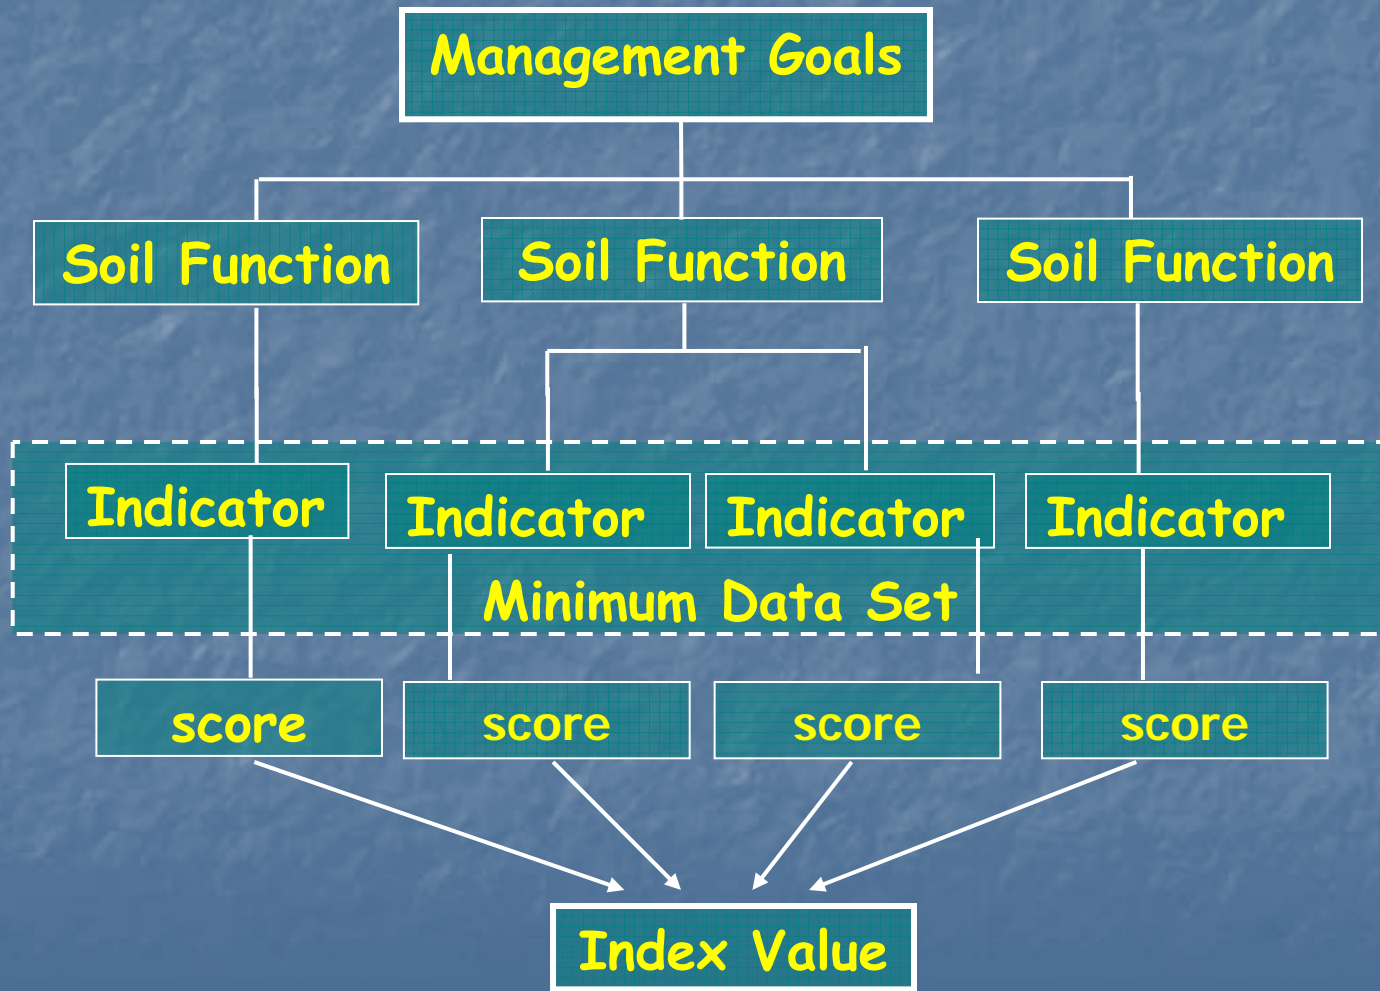 Management Goals
Soil Function
Soil Function
Soil Function
Indicator
Indicator
Indicator
Indicator
Minimum Data Set
score
score
score
score
Index Value